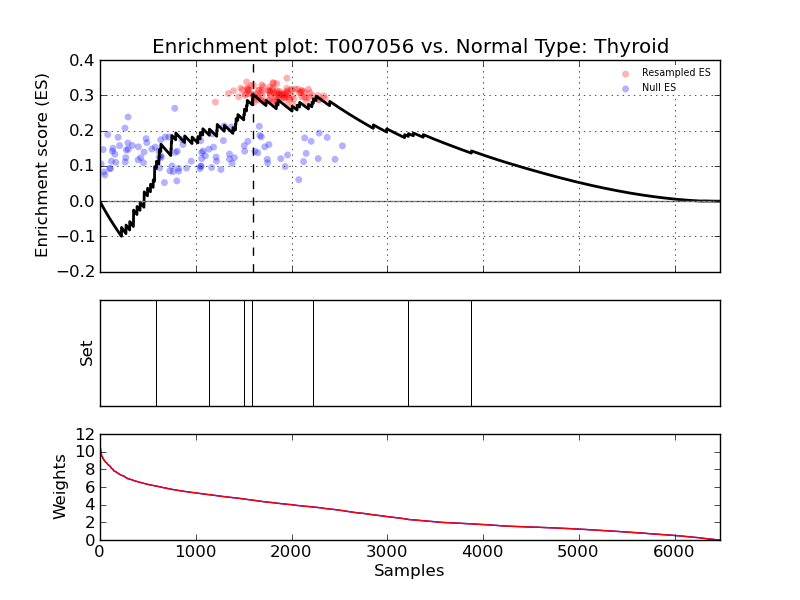 Enrichment plot: T007056 vs. Normal Type: Thyroid
Enrichment score (ES)
0.4
0.3
0.2
0.1
0.0
−0.1
−0.2
Resampled ES
Null ES
Set
Weights
12
10
8
6
4
2
0
0 1000 2000 3000 4000 5000 6000
Samples